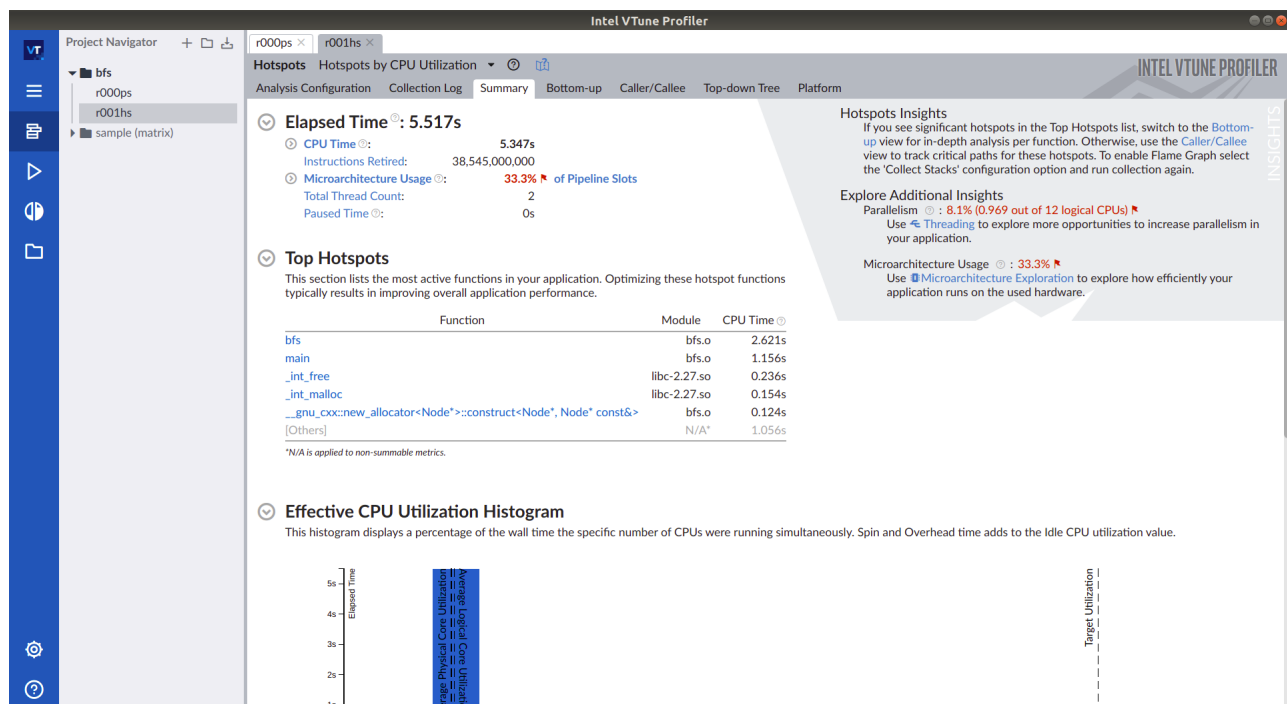 Intel VTune Profiler
VT
Project Navigator
bfs
r000ps
r001hs
sample (matrix)
r000ps × r001hs ×
Hotspots Hotspots by CPU Utilization
INTEL VTUNE PROFILER
Analysis Configuration Collection Log Summary Bottom-up Caller/Callee Top-down Tree Platform
Elapsed Time: 5.517s
CPU Time: 5.347s
Instructions Retired: 38,545,000,000
Microarchitecture Usage: 33.3% of Pipeline Slots
Total Thread Count: 2
Paused Time: 0s
Top Hotspots
This section lists the most active functions in your application. Optimizing these hotspot functions
typically results in improving overall application performance.
Function Module CPU Time
bfs bfs.o 2.621s
main bfs.o 1.156s
_int_free libc-2.27.so 0.236s
_int_malloc libc-2.27.so 0.154s
__gnu_cxx::new_allocator<Node*>::construct<Node*, Node* const&> bfs.o 0.124s
[Others] N/A* 1.056s
*N/A is applied to non-summable metrics.
Hotspots Insights
If you see significant hotspots in the Top Hotspots list, switch to the Bottom-
up view for in-depth analysis per function. Otherwise, use the Caller/Callee
view to track critical paths for these hotspots. To enable Flame Graph select
the 'Collect Stacks' configuration option and run collection again.
Explore Additional Insights
Parallelism : 8.1% (0.969 out of 12 logical CPUs)
Use Threading to explore more opportunities to increase parallelism in
your application.
Microarchitecture Usage : 33.3%
Use Microarchitecture Exploration to explore how efficiently your
application runs on the used hardware.
INSIGHTS
Effective CPU Utilization Histogram
This histogram displays a percentage of the wall time the specific number of CPUs were running simultaneously. Spin and Overhead time adds to the Idle CPU utilization value.
5s
4s
3s
2s
Elapsed Time
Physical Core Utilization
Average Logical Core
Target Utilization